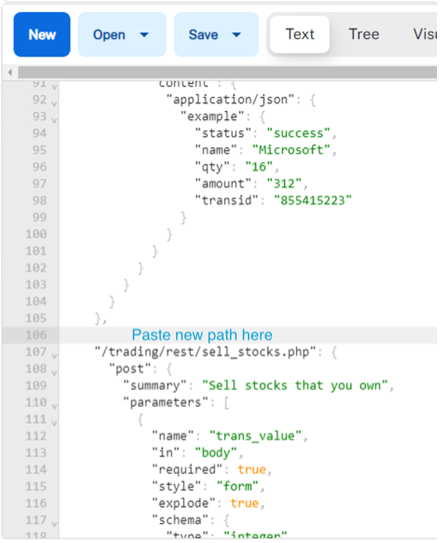 New Open Save Text Tree Visu
91 content": {
92 "application/json": {
93 "example": {
94 "status": "success",
95 "name": "Microsoft",
96 "qty": "16",
97 "amount": "312",
98 "transid": "855415223"
99 }
100 }
101 }
102 }
103 }
104 }
105 },
106 Paste new path here
107 "/trading/rest/sell_stocks.php": {
108 "post": {
109 "summary": "Sell stocks that you own",
110 "parameters": [
111 {
112 "name": "trans_value",
113 "in": "body",
114 "required": true,
115 "style": "form",
116 "explode": true,
117 "schema": {
118 "type": "integer"